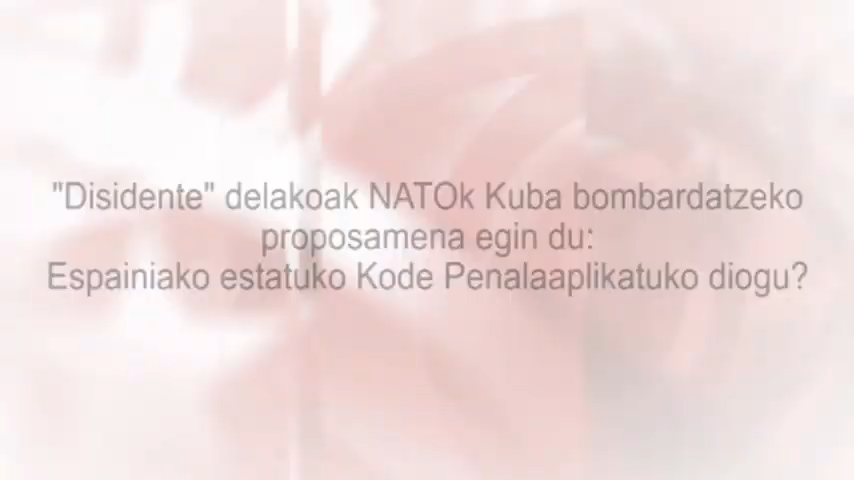 "Disidente" delakoak NATOk Kuba bombardatzeko
proposamena egin du:
Espainiako estatuko Kode Penalaaplikatuko diogu?